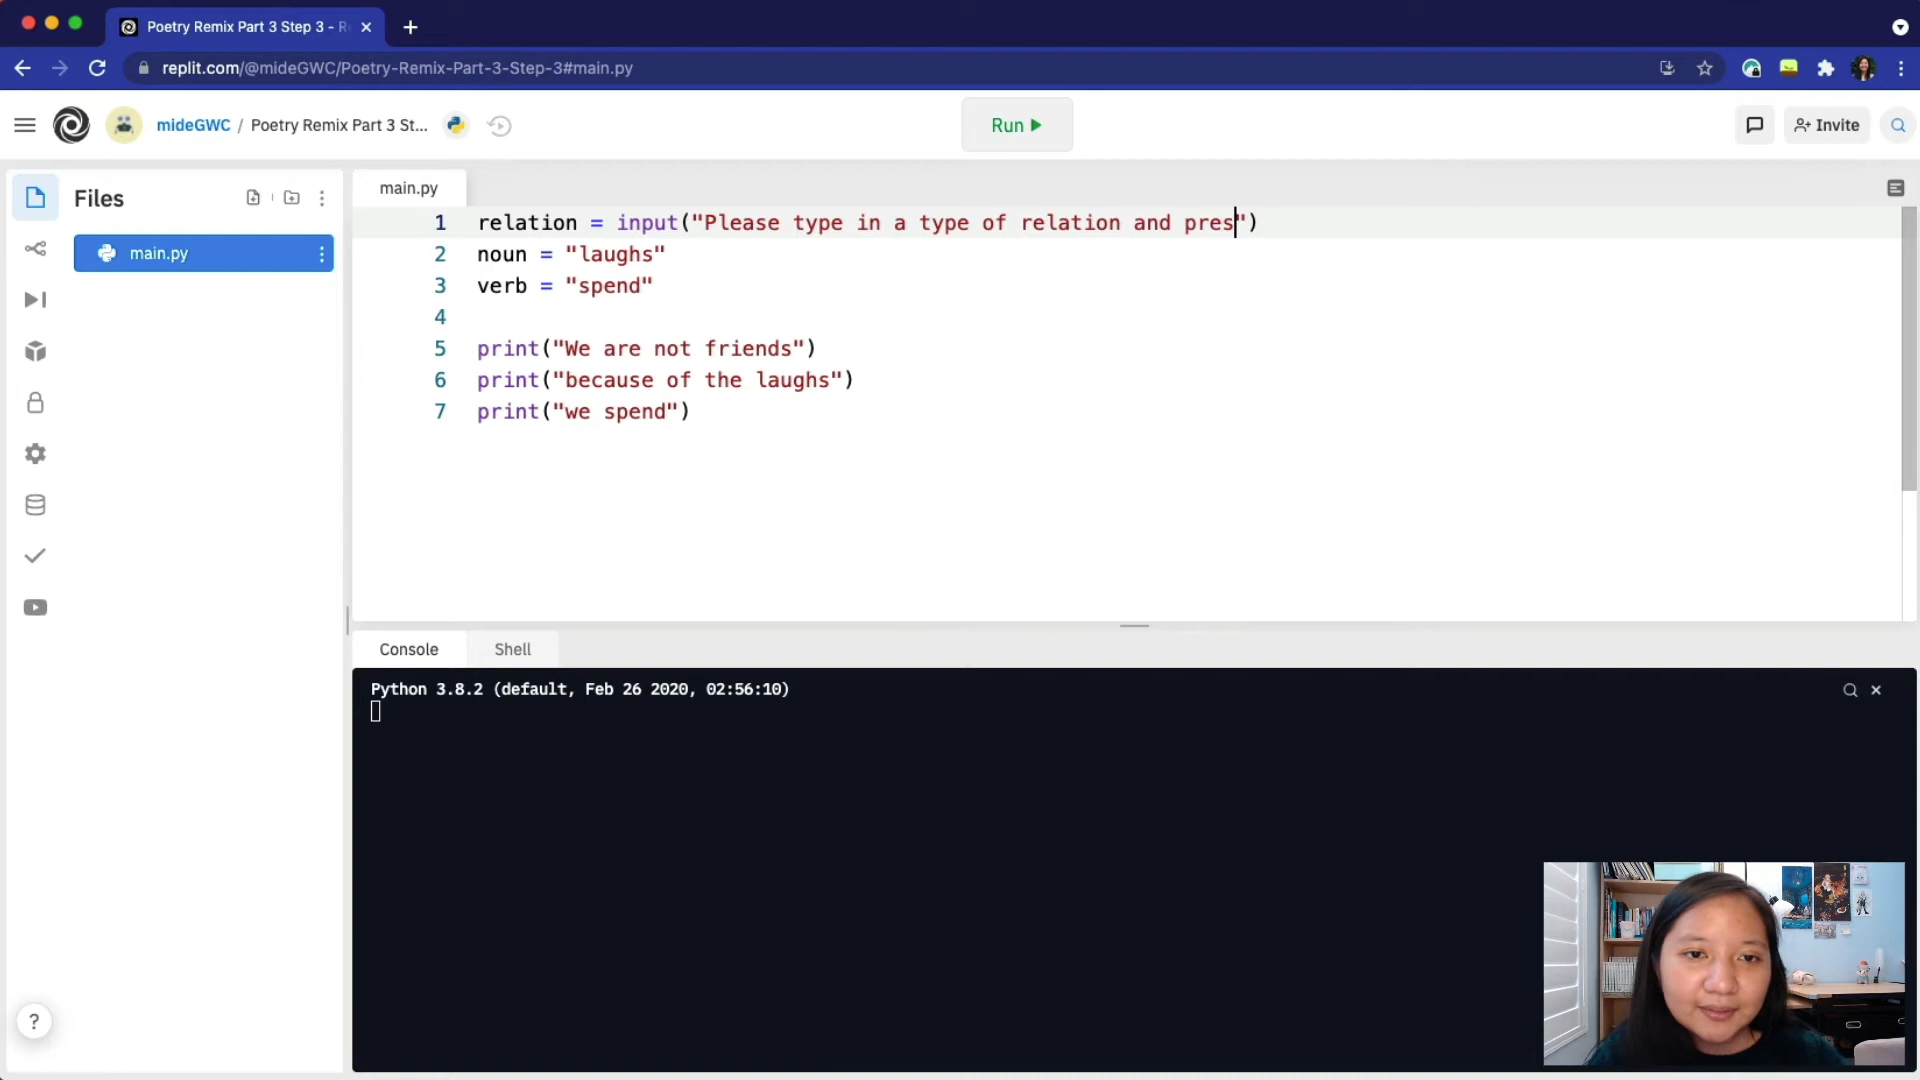 Poetry Remix Part 3 Step 3 - R
replit.com/@mideGWC/Poetry-Remix-Part-3-Step-3#main.py
mideGWC / Poetry Remix Part 3 St...
Run
Invite
Files
main.py
main.py
1 relation = input("Please type in a type of relation and pres")
2 noun = "laughs"
3 verb = "spend"
4
5 print("We are not friends")
6 print("because of the laughs")
7 print("we spend")
Console
Shell
Python 3.8.2 (default, Feb 26 2020, 02:56:10)
?